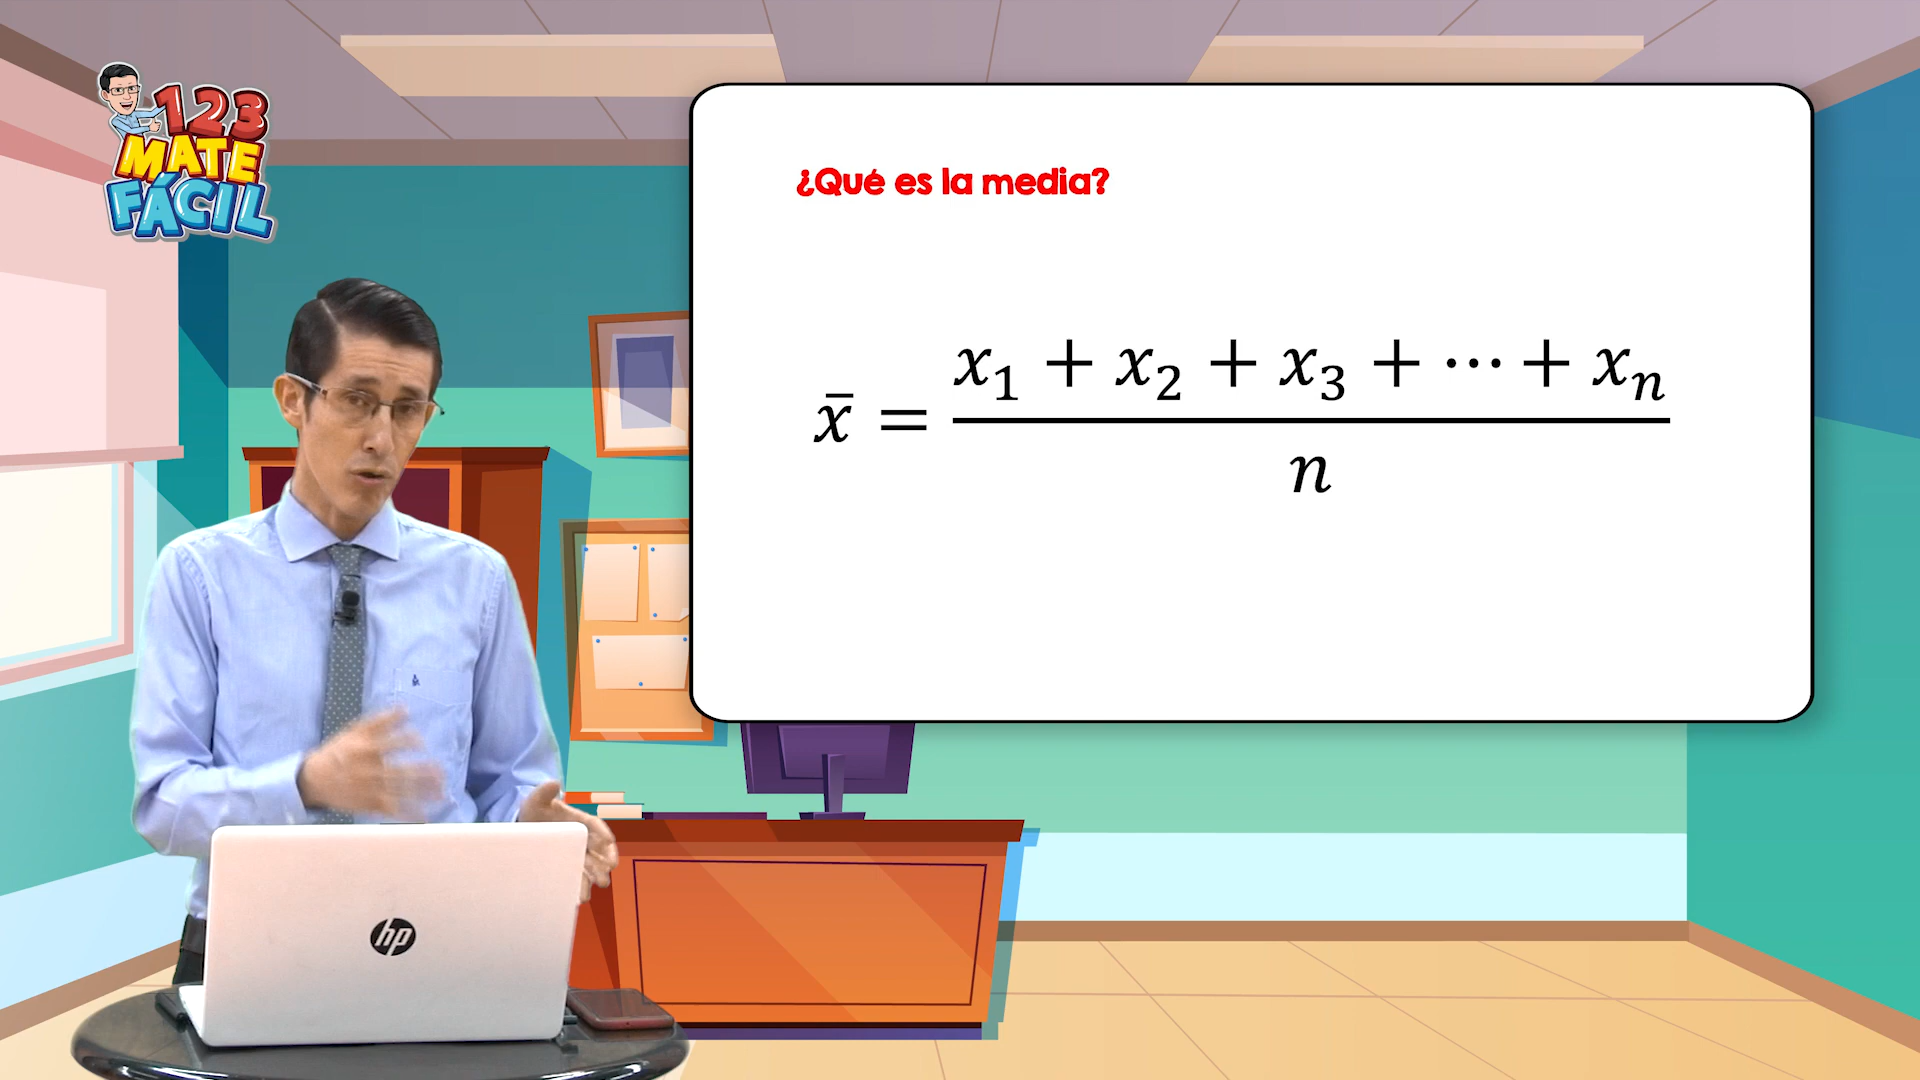 123
MATE
FÁCIL
¿Qué es la media?
x̄ = (x₁ + x₂ + x₃ + ⋯ + xₙ) / n
hp